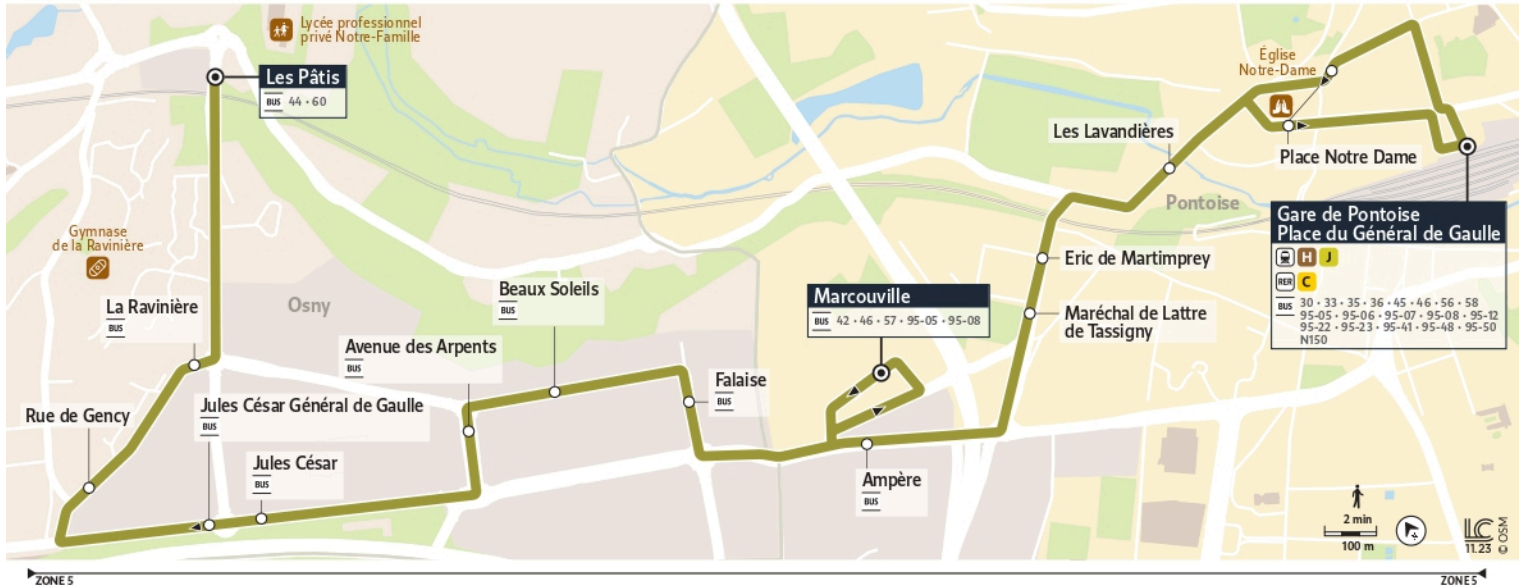 Lycée professionnel
privé Notre-Famille
Les Pâtis
BUS 44 • 60
Église
Notre-Dame
Les Lavandières
Place Notre Dame
Pontoise
Gare de Pontoise
Place du Général de Gaulle
H J
RER C
BUS 30 • 33 • 35 • 36 • 45 • 46 • 56 • 58
95-05 • 95-06 • 95-07 • 95-08 • 95-12
95-22 • 95-23 • 95-41 • 95-48 • 95-50
N150
Gymnase
de la Ravinière
La Ravinière
BUS
Osny
Beaux Soleils
BUS
Eric de Martimprey
Marcouville
BUS 42 • 46 • 57 • 95-05 • 95-08
Maréchal de Lattre
de Tassigny
Avenue des Arpents
BUS
Falaise
BUS
Rue de Gency
Jules César Général de Gaulle
BUS
Jules César
BUS
Ampère
BUS
2 min
100 m
LC
11.23
© OSM
ZONE 5
ZONE 5